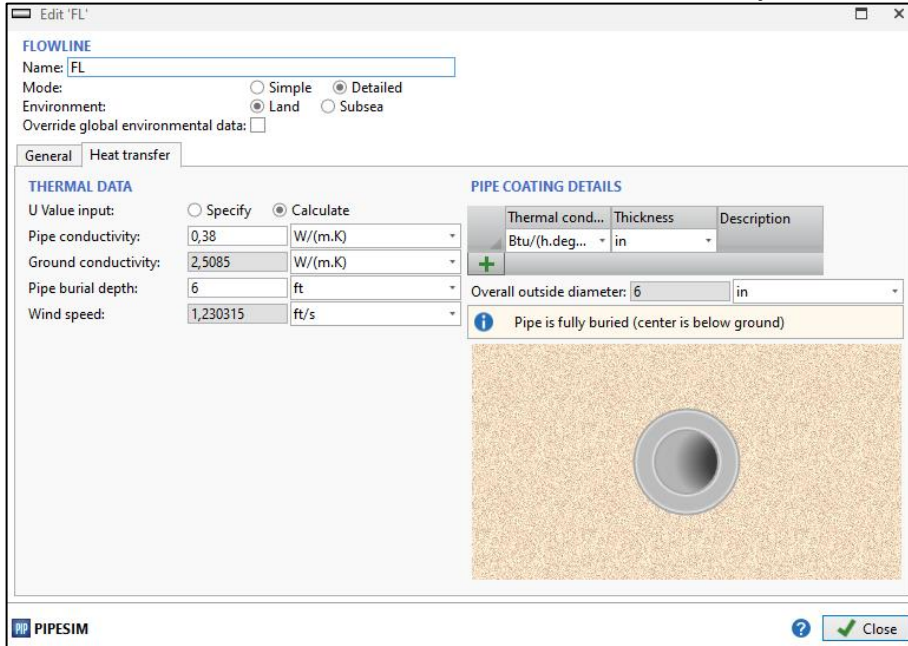 Edit 'FL'
FLOWLINE
Name: FL
Mode: Simple Detailed
Environment: Land Subsea
Override global environmental data:
General Heat transfer
THERMAL DATA
U Value input: Specify Calculate
Pipe conductivity: 0,38 W/(m.K)
Ground conductivity: 2,5085 W/(m.K)
Pipe burial depth: 6 ft
Wind speed: 1,230315 ft/s
PIPE COATING DETAILS
Thermal cond... Thickness Description
Btu/(h.deg... in
Overall outside diameter: 6 in
Pipe is fully buried (center is below ground)
PIP PIPESIM
? Close